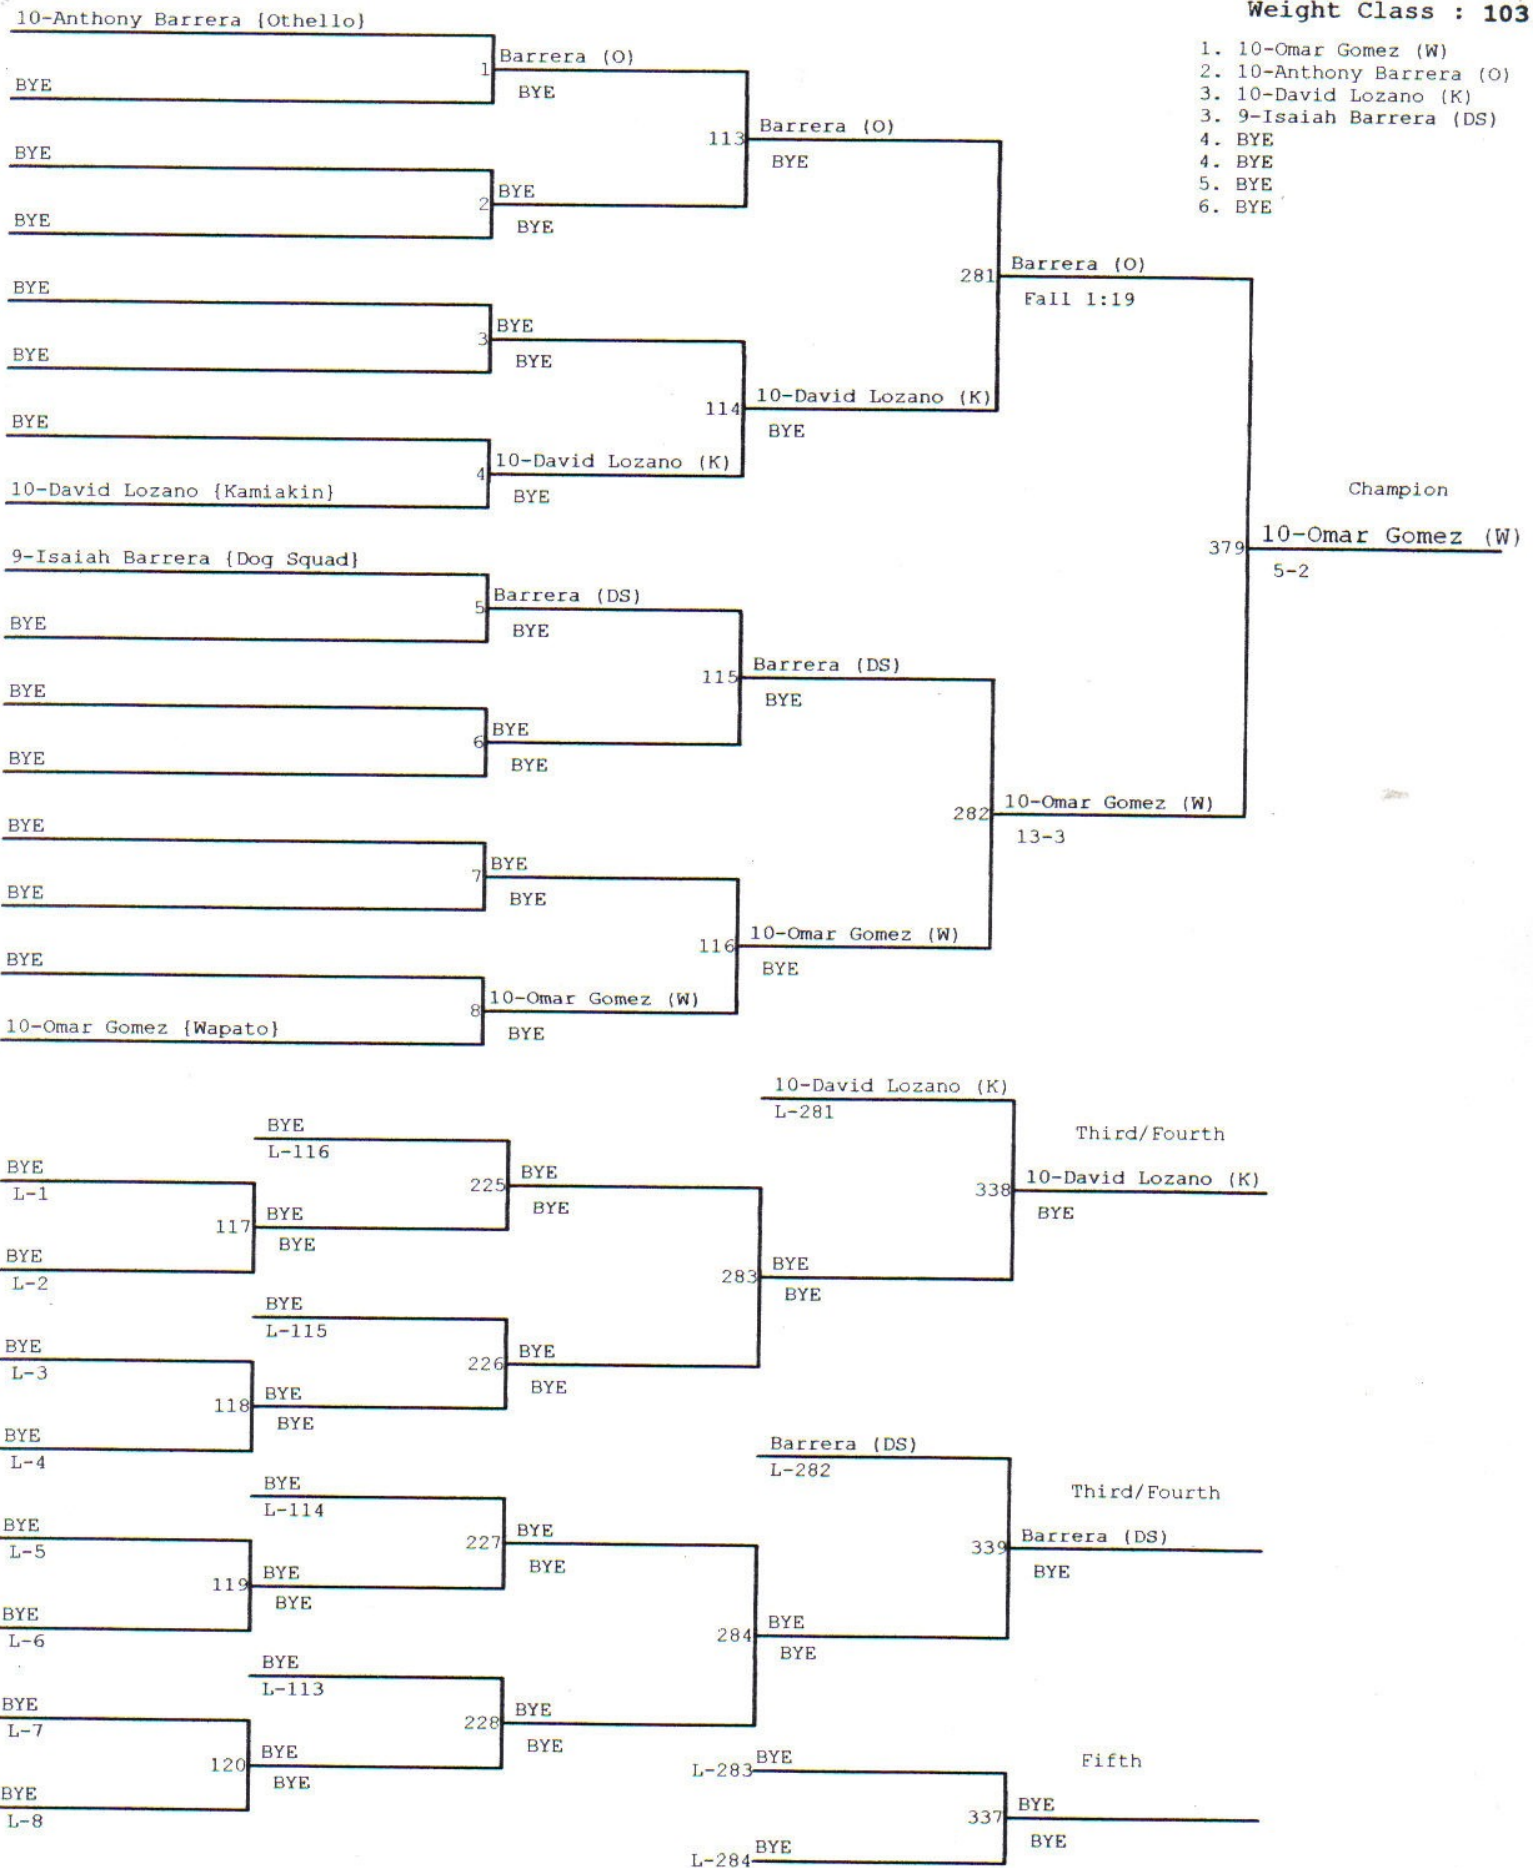 Weight Class : 103
1. 10-Omar Gomez (W)
2. 10-Anthony Barrera (O)
3. 10-David Lozano (K)
3. 9-Isaiah Barrera (DS)
4. BYE
4. BYE
5. BYE
6. BYE
10-Anthony Barrera {Othello}
1
Barrera (O)
BYE
BYE
113
Barrera (O)
BYE
BYE
2
BYE
BYE
BYE
281
Barrera (O)
Fall 1:19
BYE
3
BYE
BYE
BYE
114
10-David Lozano (K)
BYE
BYE
4
10-David Lozano (K)
BYE
10-David Lozano {Kamiakin}
Champion
379
10-Omar Gomez (W)
5-2
9-Isaiah Barrera {Dog Squad}
5
Barrera (DS)
BYE
BYE
115
Barrera (DS)
BYE
BYE
6
BYE
BYE
BYE
282
10-Omar Gomez (W)
13-3
BYE
7
BYE
BYE
BYE
116
10-Omar Gomez (W)
BYE
BYE
8
10-Omar Gomez (W)
BYE
10-Omar Gomez {Wapato}
10-David Lozano (K)
L-281
Third/Fourth
338
10-David Lozano (K)
BYE
BYE
L-116
225
BYE
BYE
BYE
L-1
117
BYE
BYE
BYE
L-2
283
BYE
BYE
BYE
L-115
226
BYE
BYE
BYE
L-3
118
BYE
BYE
BYE
L-4
Barrera (DS)
L-282
Third/Fourth
339
Barrera (DS)
BYE
BYE
L-114
227
BYE
BYE
BYE
L-5
119
BYE
BYE
BYE
L-6
284
BYE
BYE
BYE
L-113
228
BYE
BYE
BYE
L-7
120
BYE
BYE
BYE
L-8
L-283
BYE
Fifth
337
BYE
BYE
L-284
BYE